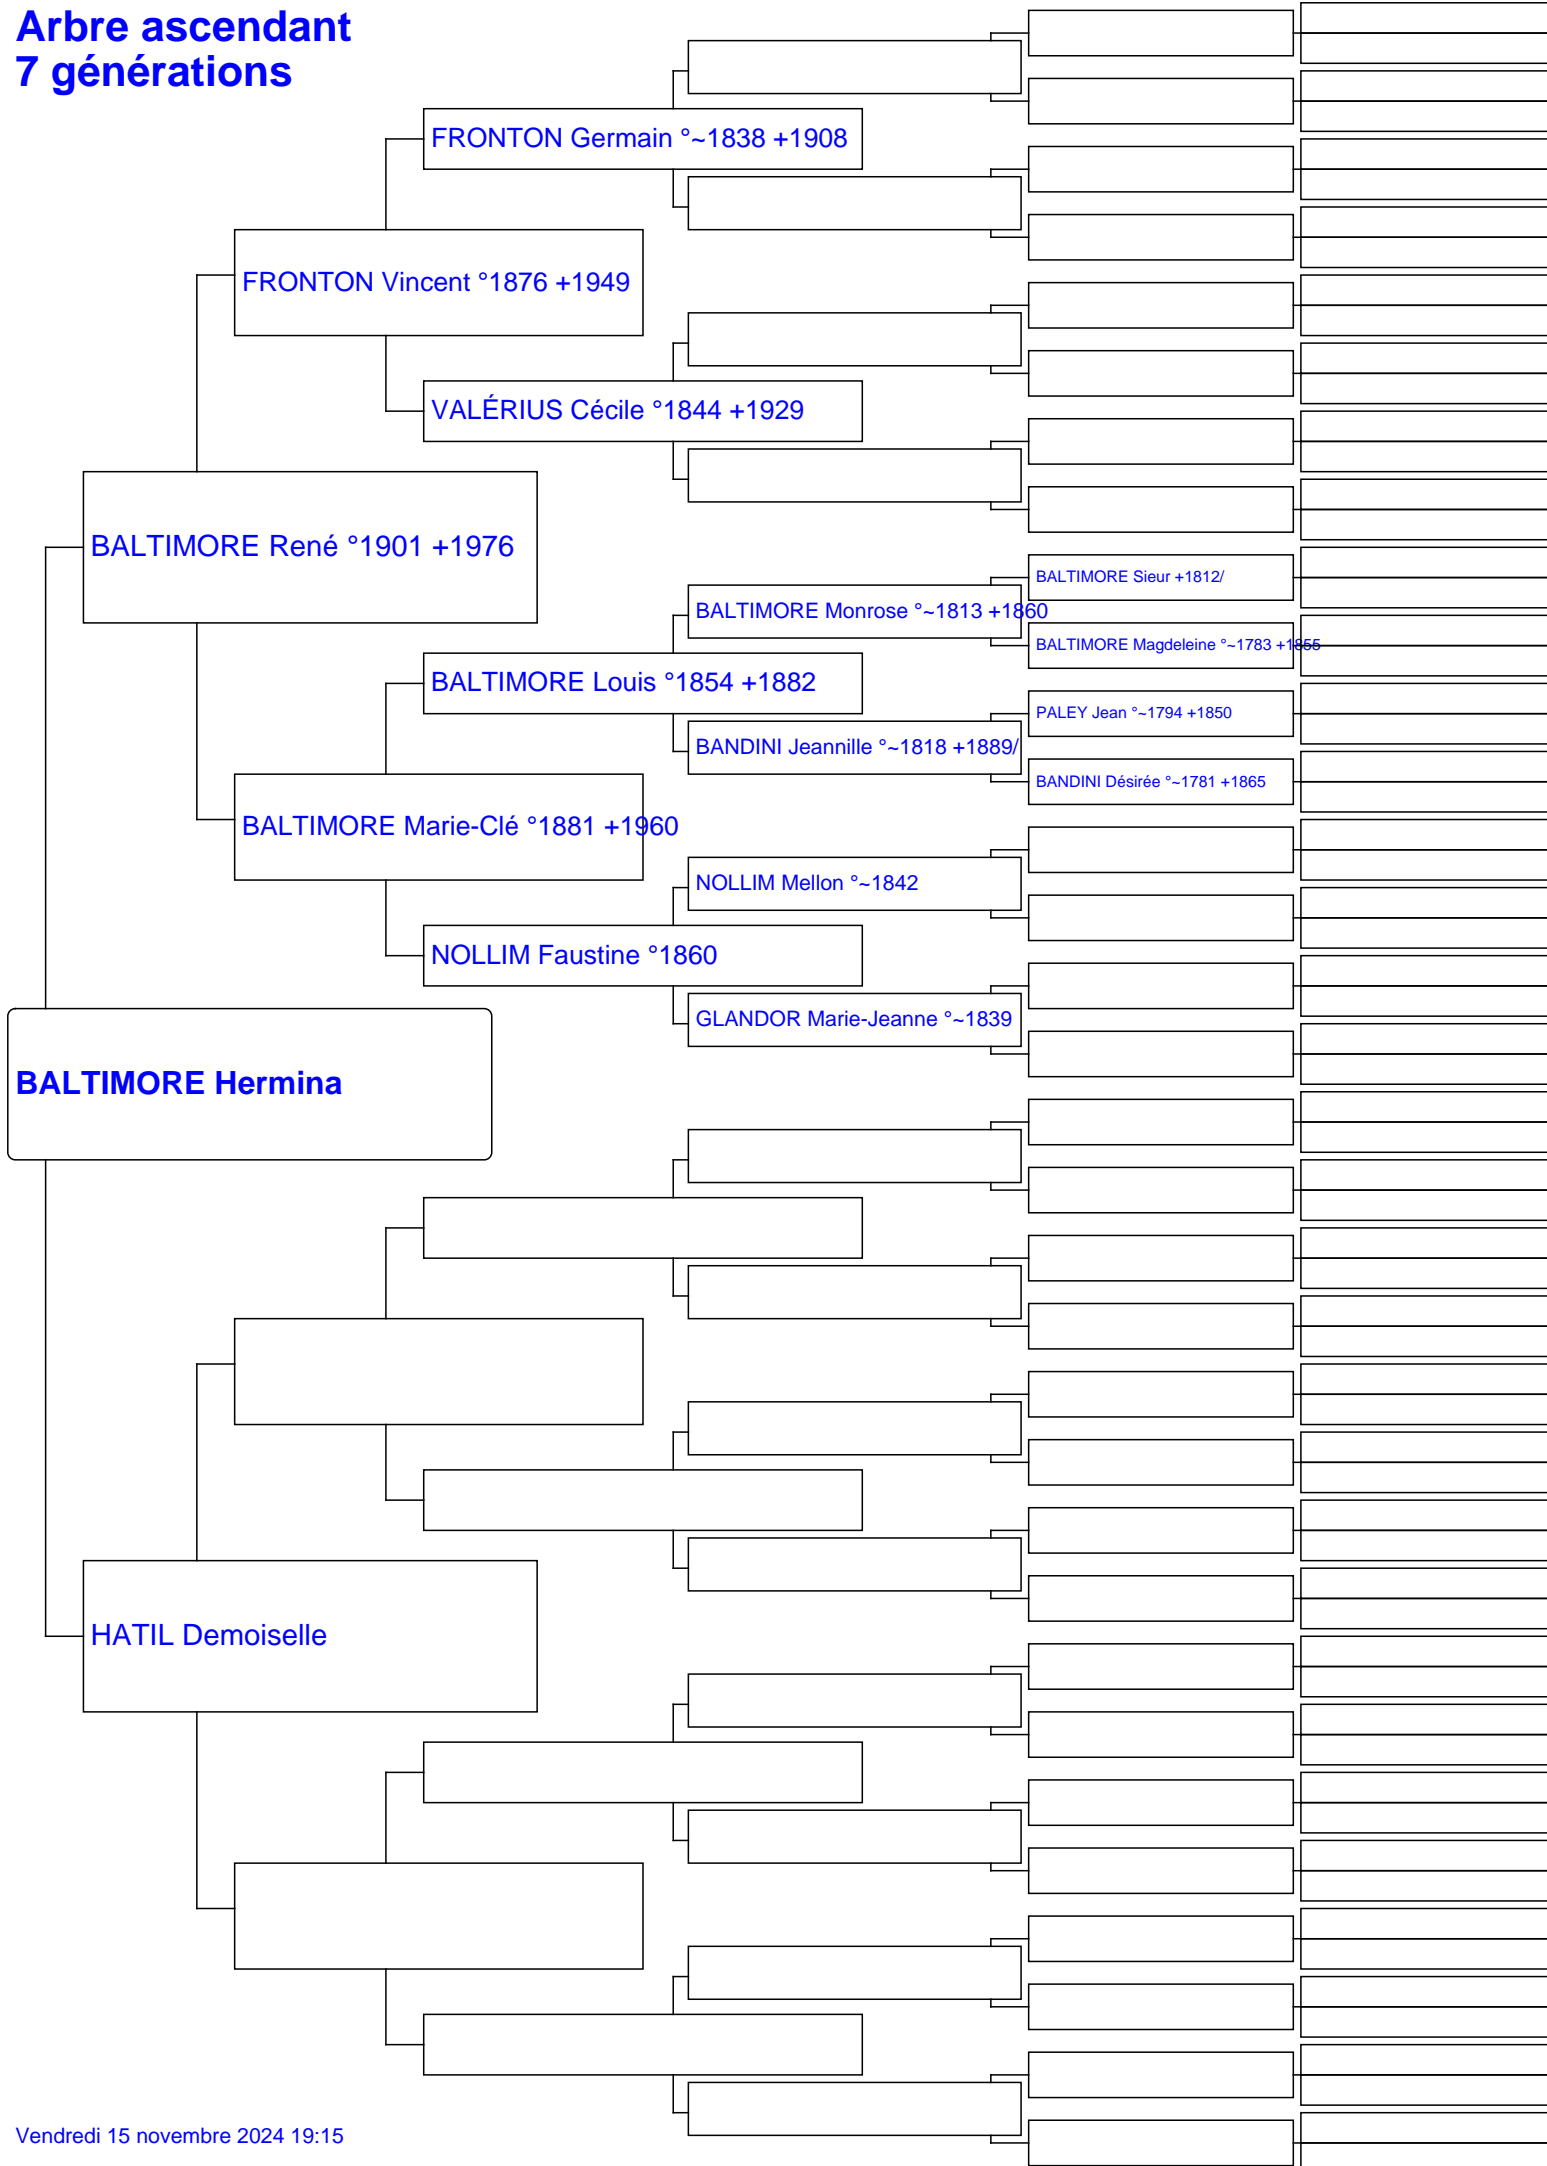 Arbre ascendant
7 générations
FRONTON Germain °~1838 +1908
FRONTON Vincent °1876 +1949
VALÉRIUS Cécile °1844 +1929
BALTIMORE René °1901 +1976
BALTIMORE Sieur +1812/
BALTIMORE Monrose °~1813 +1860
BALTIMORE Magdeleine °~1783 +1855
BALTIMORE Louis °1854 +1882
PALEY Jean °~1794 +1850
BANDINI Jeannille °~1818 +1889/
BANDINI Désirée °~1781 +1865
BALTIMORE Marie-Clé °1881 +1960
NOLLIM Mellon °~1842
NOLLIM Faustine °1860
GLANDOR Marie-Jeanne °~1839
BALTIMORE Hermina
HATIL Demoiselle
Vendredi 15 novembre 2024 19:15